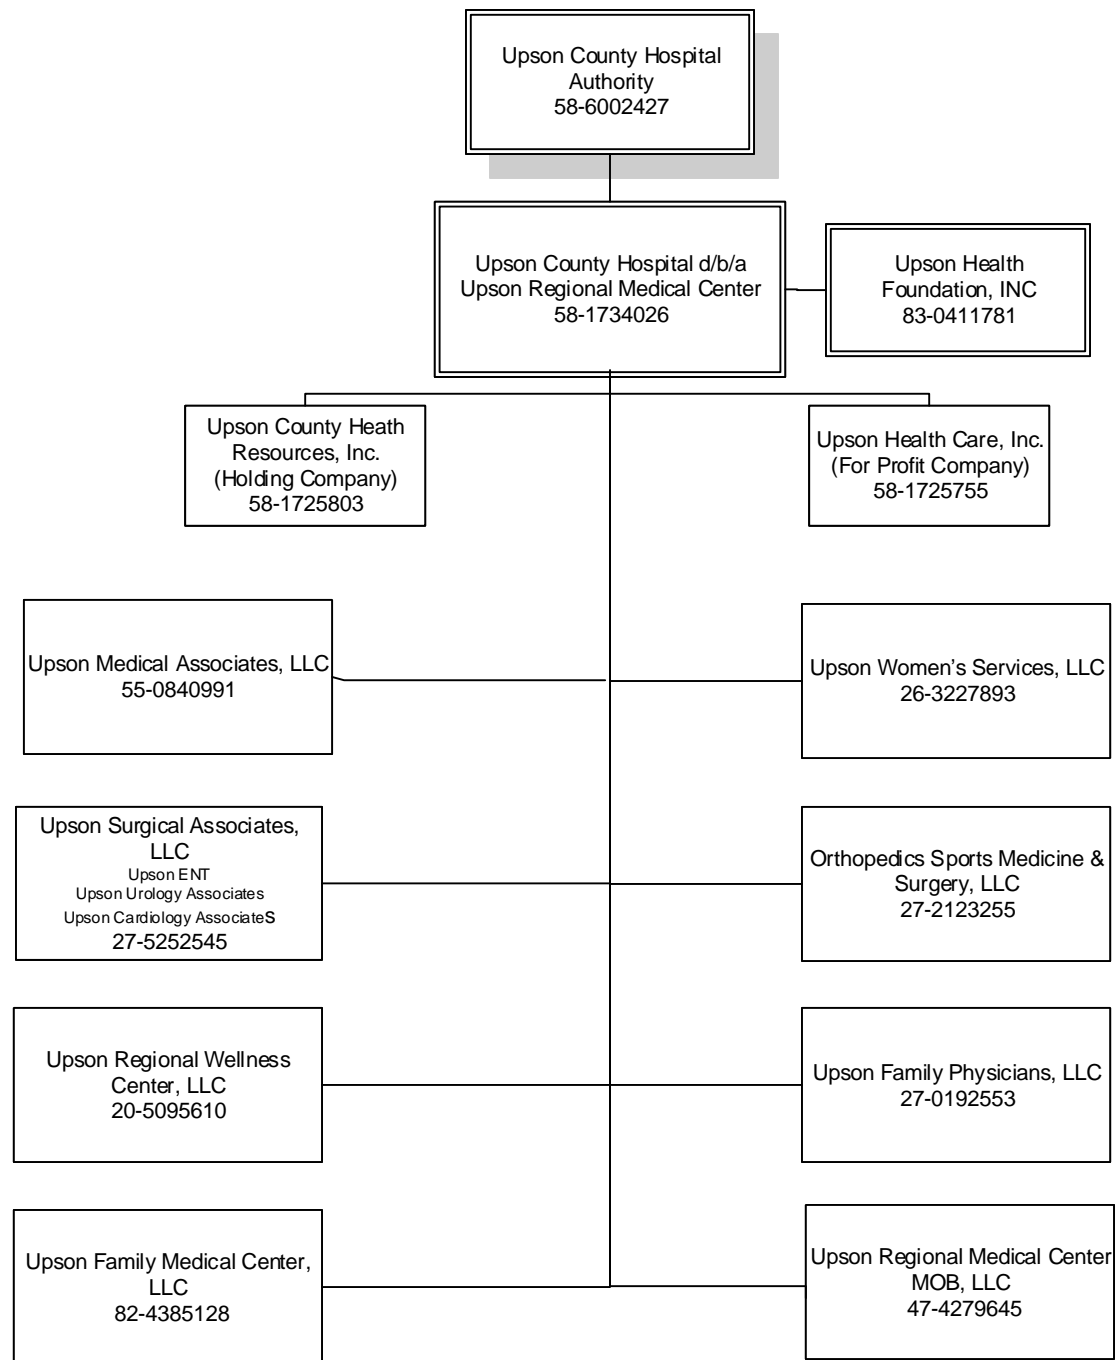 Upson County Hospital
Authority
58-6002427
Upson County Hospital d/b/a
Upson Regional Medical Center
58-1734026
Upson Health
Foundation, INC
83-0411781
Upson County Heath
Resources, Inc.
(Holding Company)
58-1725803
Upson Health Care, Inc.
(For Profit Company)
58-1725755
Upson Medical Associates, LLC
55-0840991
Upson Women's Services, LLC
26-3227893
Upson Surgical Associates,
LLC
Upson ENT
Upson Urology Associates
Upson Cardiology AssociateS
27-5252545
Orthopedics Sports Medicine &
Surgery, LLC
27-2123255
Upson Regional Wellness
Center, LLC
20-5095610
Upson Family Physicians, LLC
27-0192553
Upson Family Medical Center,
LLC
82-4385128
Upson Regional Medical Center
MOB, LLC
47-4279645